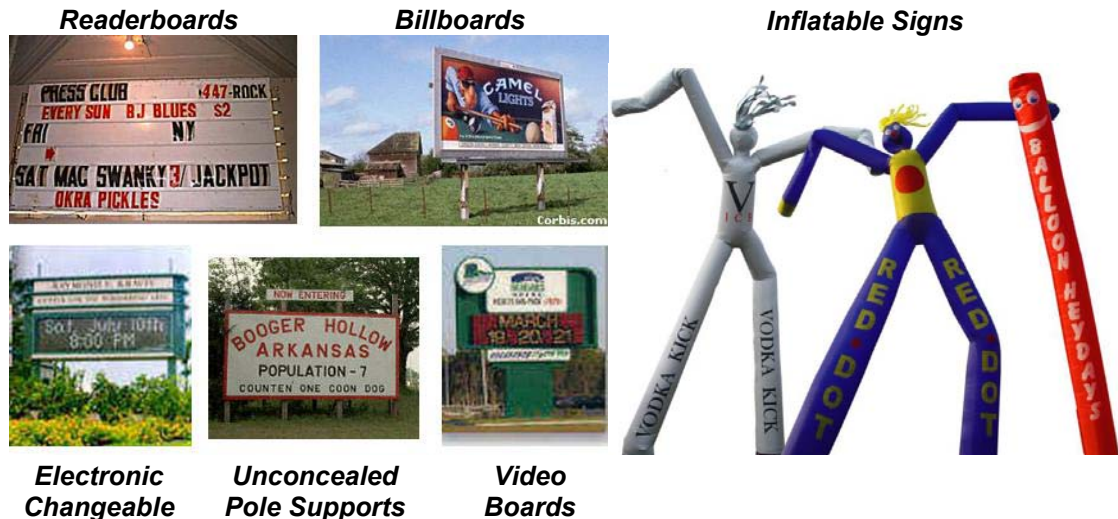 Readerboards
Billboards
Inflatable Signs
PRESS CLUB 447-ROCK
EVERY SUN BJ BLUES $2
FRI NY
SAT MAC SWANKY 3/ JACKPOT
OKRA PICKLES
CAMEL
LIGHTS
Corbis.com
V
ICE
VODKA KICK
VODKA KICK
RED DOT
RED DOT
BALLOON HEYDAYS
Sat, July 10th
8:00 PM
NOW ENTERING
BOOGER HOLLOW
ARKANSAS
POPULATION - 7
COUNTEN ONE COON DOG
MARCH
19, 20, 21
Electronic
Changeable
Unconcealed
Pole Supports
Video
Boards